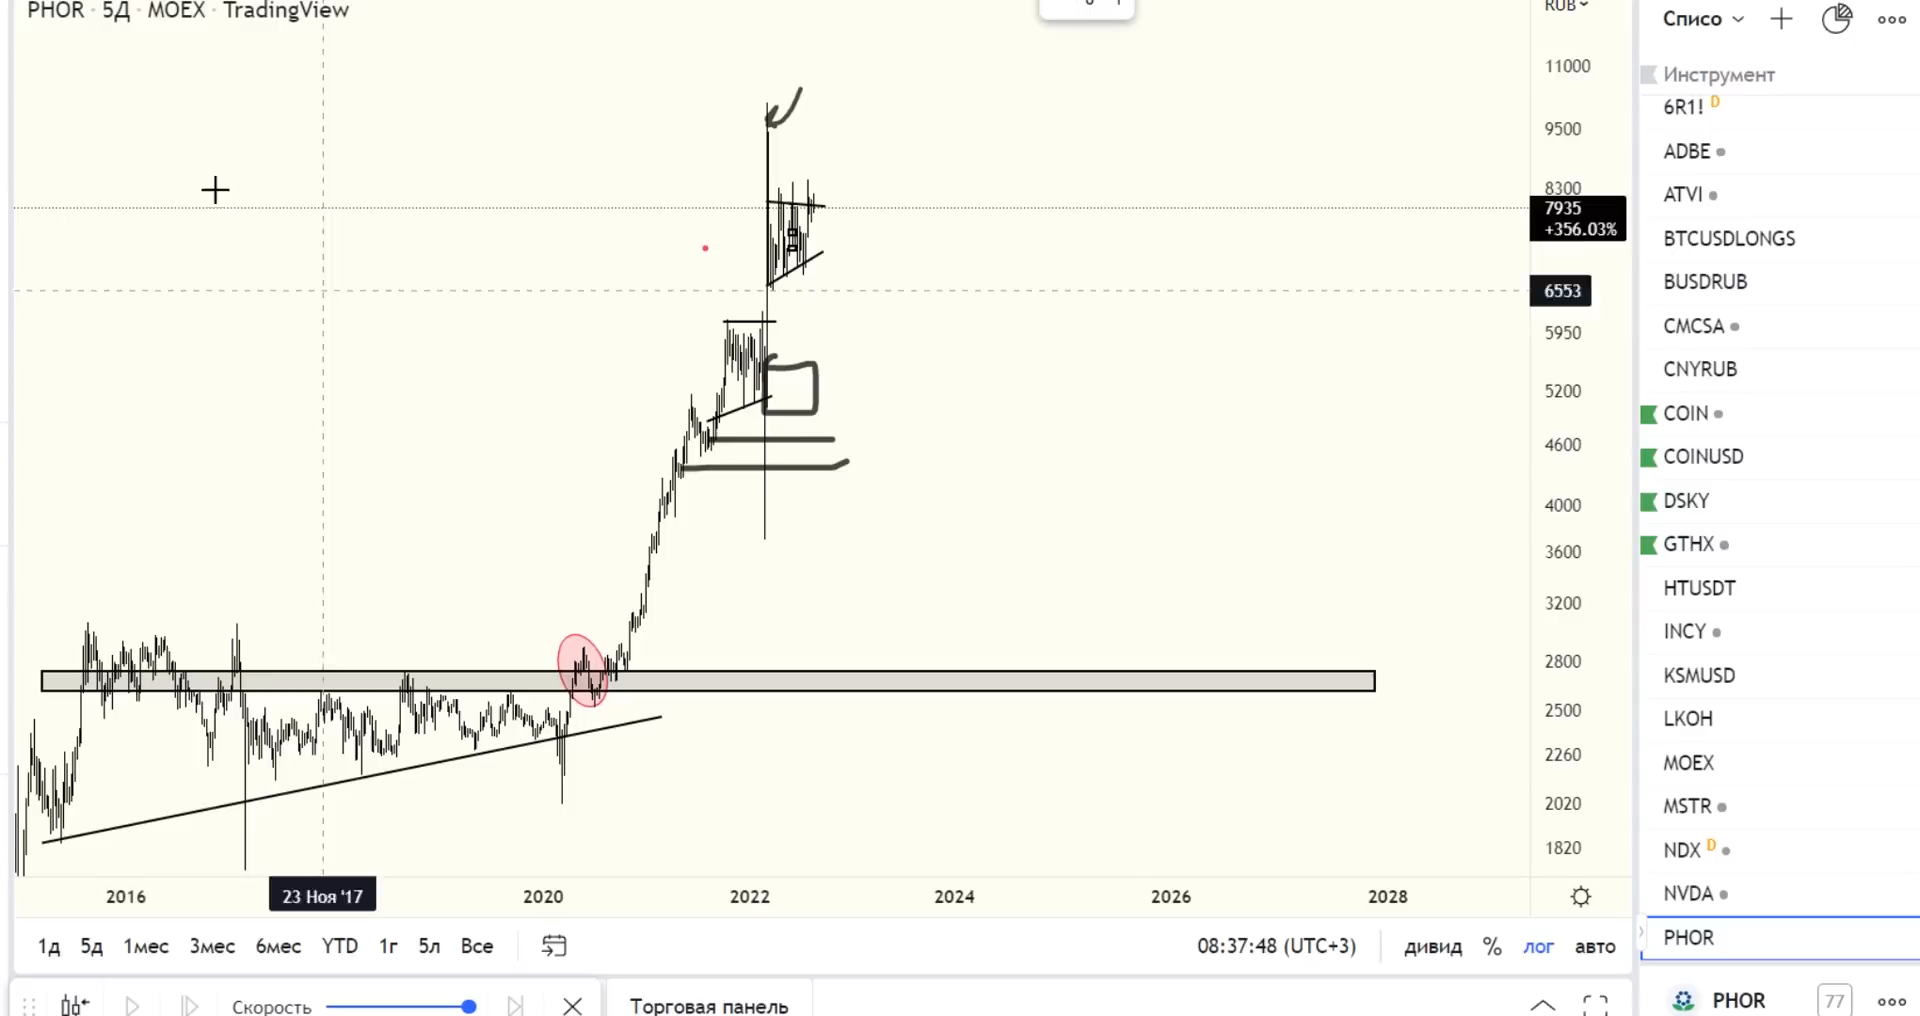 PHOR · 5Д · MOEX · TradingView
RUB
11000
9500
8300
7935
+356.03%
6553
5950
5200
4600
4000
3600
3200
2800
2500
2260
2020
1820
2016
23 Ноя '17
2020
2022
2024
2026
2028
1д 5д 1мес 3мес 6мес YTD 1г 5л Все
08:37:48 (UTC+3)
дивид % лог авто
Скорость
Торговая панель
Списо
Инструмент
6R1! D
ADBE
ATVI
BTCUSDLONGS
BUSDRUB
CMCSA
CNYRUB
COIN
COINUSD
DSKY
GTHX
HTUSDT
INCY
KSMUSD
LKOH
MOEX
MSTR
NDX D
NVDA
PHOR
PHOR 77